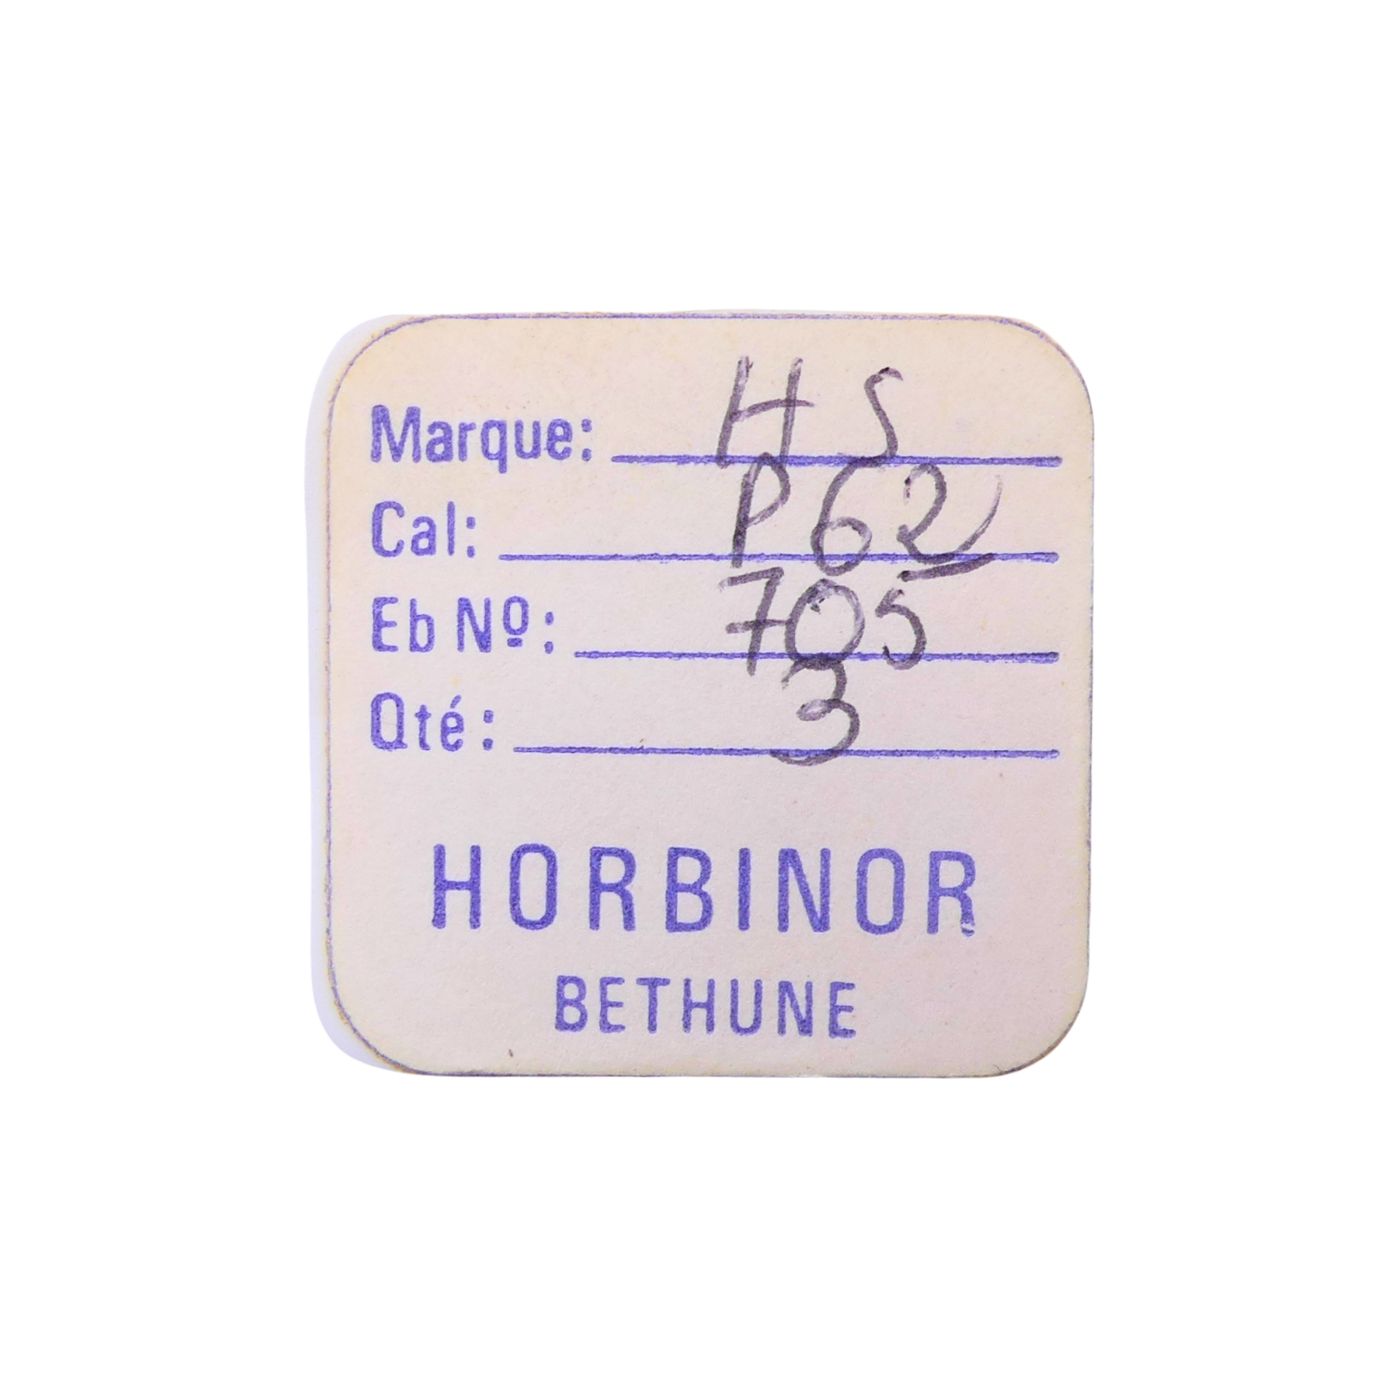 Marque: HS
Cal: P62
Eb Nº: 705
Qté: 3
HORBINOR
BETHUNE